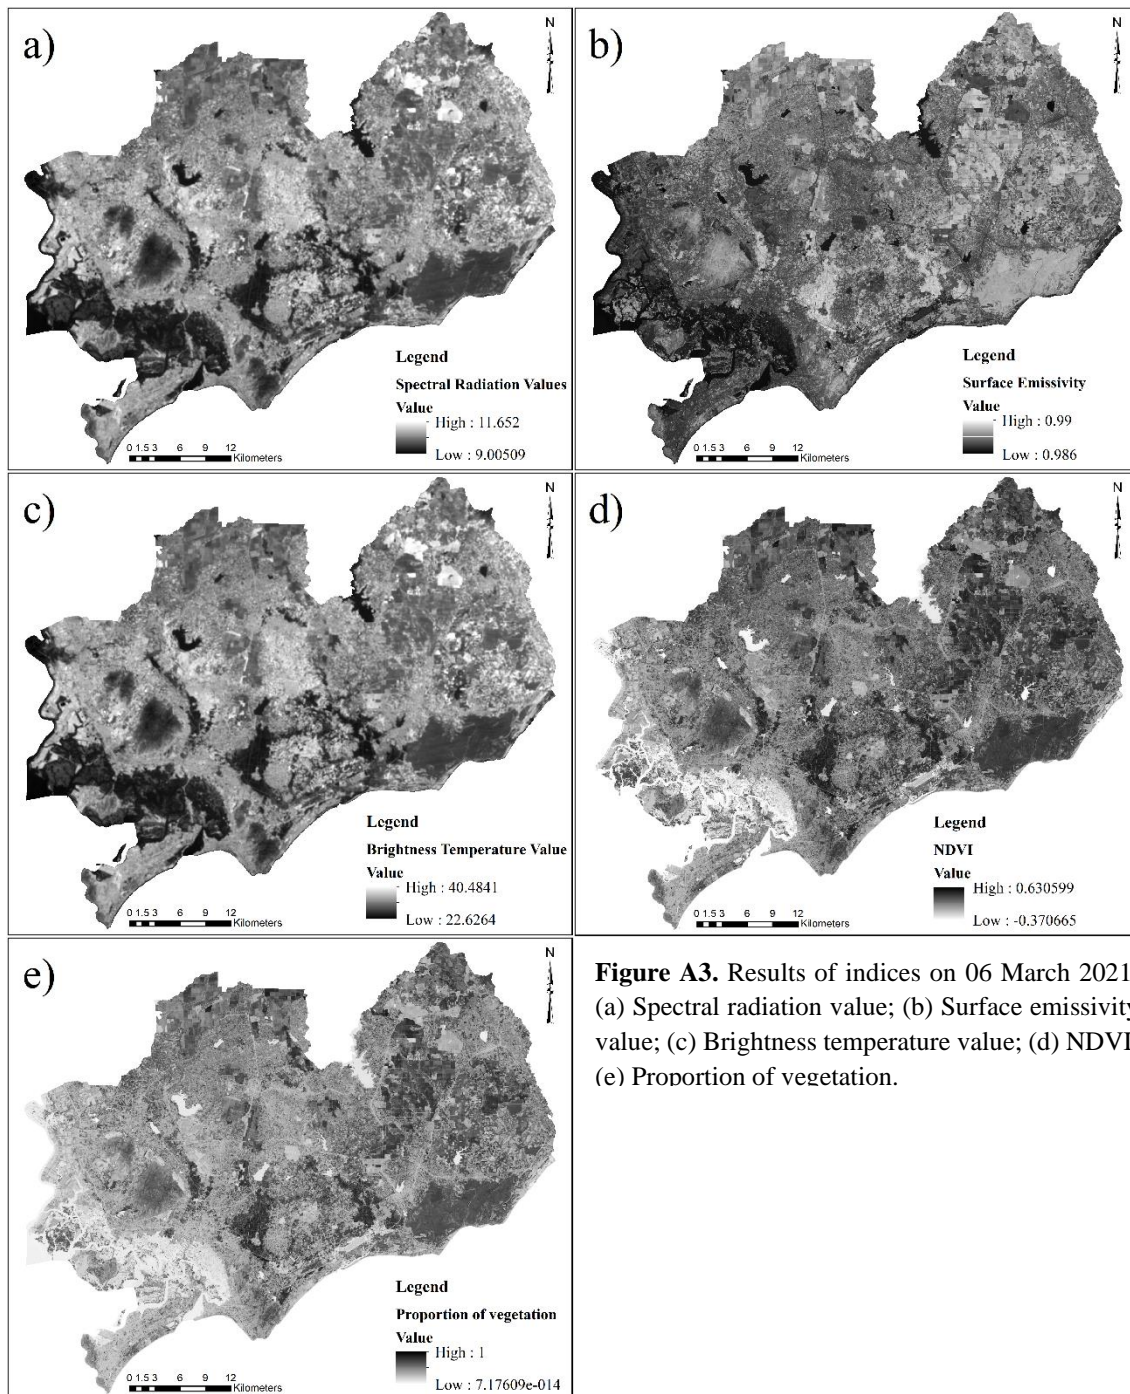 a)
N
Legend
Spectral Radiation Values
Value
High : 11.652
Low : 9.00509
0 1.5 3 6 9 12
Kilometers
b)
N
Legend
Surface Emissivity
Value
High : 0.99
Low : 0.986
0 1.5 3 6 9 12
Kilometers
c)
N
Legend
Brightness Temperature Value
Value
High : 40.4841
Low : 22.6264
0 1.5 3 6 9 12
Kilometers
d)
N
Legend
NDVI
Value
High : 0.630599
Low : -0.370665
0 1.5 3 6 9 12
Kilometers
e)
N
Legend
Proportion of vegetation
Value
High : 1
Low : 7.17609e-014
0 1.5 3 6 9 12
Kilometers
Figure A3. Results of indices on 06 March 2021
(a) Spectral radiation value; (b) Surface emissivity
value; (c) Brightness temperature value; (d) NDVI
(e) Proportion of vegetation.